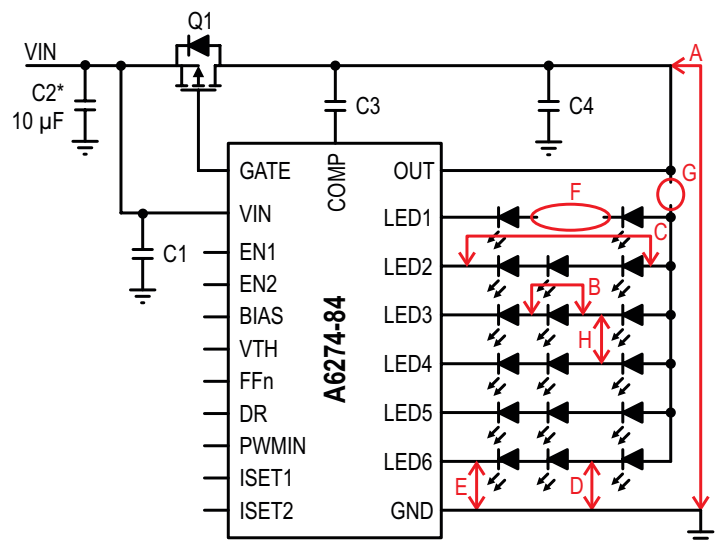 Q1
VIN
A
C2*
10 µF
C3
C4
GATE
COMP
OUT
G
F
VIN
LED1
C
C1
EN1
LED2
EN2
B
BIAS
LED3
H
VTH
A6274-84
LED4
FFn
DR
LED5
PWMIN
LED6
ISET1
E
D
ISET2
GND